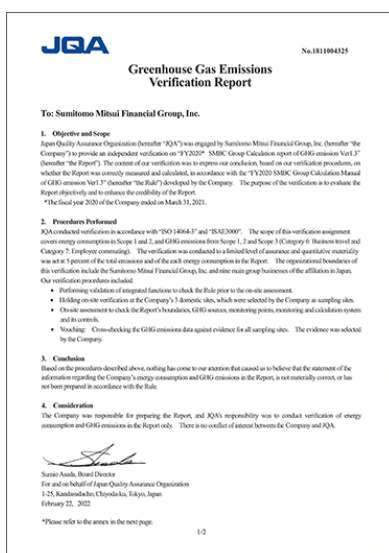 JQA
No.1811004325
Greenhouse Gas Emissions
Verification Report
To: Sumitomo Mitsui Financial Group, Inc.
1. Objective and Scope
Japan Quality Assurance Organization (hereafter "JQA") was engaged by Sumitomo Mitsui Financial Group, Inc. (hereafter "the
Company") to provide an independent verification on "FY2020* SMBC Group Calculation report of GHG emission Ver1.3"
(hereafter "the Report"). The content of our verification was to express our conclusion, based on our verification procedures, on
whether the Report was correctly measured and calculated, in accordance with the "FY2020 SMBC Group Calculation Manual
of GHG emission Ver1.3" (hereafter "the Rule") developed by the Company. The purpose of the verification is to evaluate the
Report objectively and to enhance the credibility of the Report.
*The fiscal year 2020 of the Company ended on March 31, 2021.
2. Procedures Performed
JQA conducted verification in accordance with "ISO 14064-3" and "ISAE3000". The scope of this verification assignment
covers energy consumption in Scope 1 and 2, and GHG emissions from Scope 1, 2 and Scope 3 (Category 6: Business travel and
Category 7: Employee commuting). The verification was conducted to a limited level of assurance and quantitative materiality
was set at 5 percent of the total emissions and of the each energy consumption in the Report. The organizational boundaries of
this verification include the Sumitomo Mitsui Financial Group, Inc. and nine main group businesses of the affiliation in Japan.
Our verification procedures included:
• Performing validation of integrated functions to check the Rule prior to the on-site assessment.
• Holding on-site verification at the Company's 3 domestic sites, which were selected by the Company as sampling sites.
• On-site assessment to check the Report's boundaries, GHG sources, monitoring points, monitoring and calculation system
and its controls.
• Vouching: Cross-checking the GHG emissions data against evidence for all sampling sites. The evidence was selected
by the Company.
3. Conclusion
Based on the procedures described above, nothing has come to our attention that caused us to believe that the statement of the
information regarding the Company's energy consumption and GHG emissions in the Report, is not materially correct, or has
not been prepared in accordance with the Rule.
4. Consideration
The Company was responsible for preparing the Report, and JQA's responsibility was to conduct verification of energy
consumption and GHG emissions in the Report only. There is no conflict of interest between the Company and JQA.
Sumio Asada, Board Director
For and on behalf of Japan Quality Assurance Organization
1-25, Kandasudacho, Chiyoda-ku, Tokyo, Japan
February 22, 2022
*Please refer to the annex in the next page.
1/2